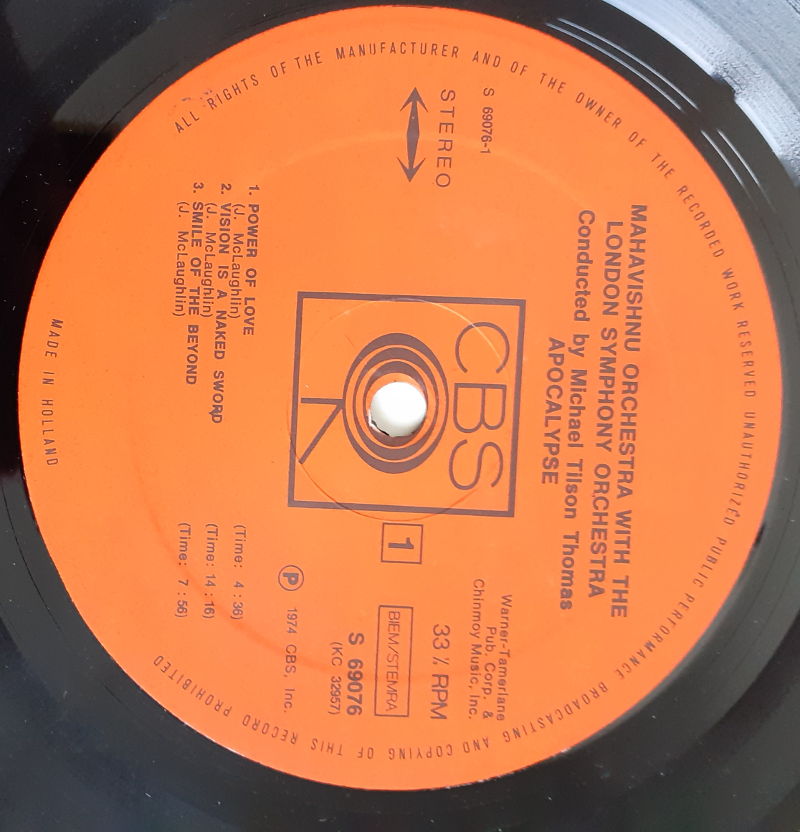 ALL RIGHTS OF THE MANUFACTURER AND OF THE OWNER OF THE RECORDED WORK RESERVED UNAUTHORIZED PUBLIC PERFORMANCE BROADCASTING AND COPYING OF THIS RECORD PROHIBITED
MAHAVISHNU ORCHESTRA WITH THE
LONDON SYMPHONY ORCHESTRA
Conducted by Michael Tilson Thomas
APOCALYPSE
S 69076-1
STEREO
CBS
1
Warner-Tamerlane
Pub. Corp. &
Chinmoy Music, Inc.
33⅓ RPM
BIEM/STEMRA
S 69076
(KC 32957)
Ⓟ 1974 CBS, Inc.
1. POWER OF LOVE (Time: 4:36)
(J. McLaughlin)
2. VISION IS A NAKED SWORD (Time: 14:16)
(J. McLaughlin)
3. SMILE OF THE BEYOND (Time: 7:56)
(J. McLaughlin)
MADE IN HOLLAND